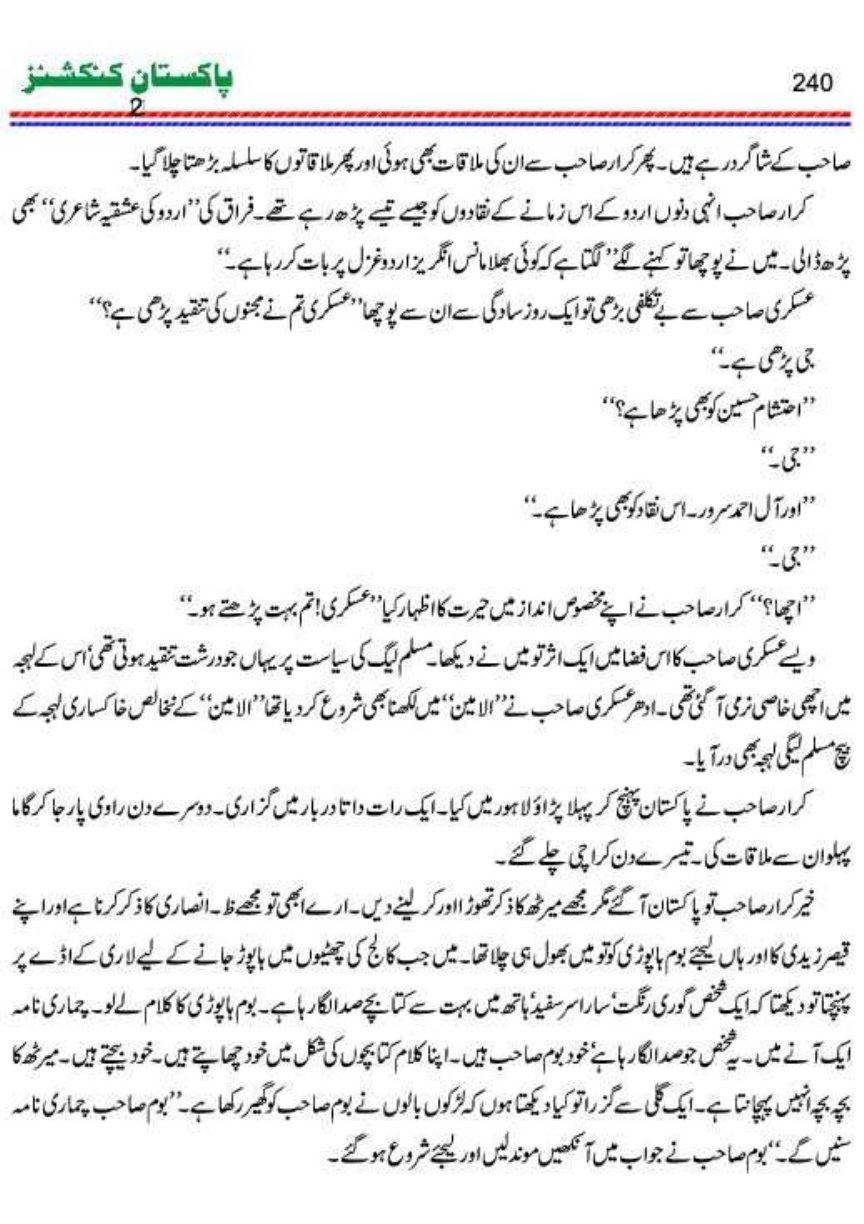 پاکستان کنکشنز
2
240
صاحب کے شاگرد رہے ہیں۔ پھر کرار صاحب سے ان کی ملاقات بھی ہوئی اور پھر ملاقاتوں کا سلسلہ بڑھتا چلا گیا۔
کرار صاحب انہی دنوں اردو کے اس زمانے کے نقادوں کو جیسے تیسے پڑھ رہے تھے۔ فراق کی ’’اردو کی عشقیہ شاعری‘‘ بھی
پڑھ ڈالی۔ میں نے پوچھا تو کہنے لگے ’’ لگتا ہے کہ کوئی بھلا مانس انگریز اردو غزل پر بات کر رہا ہے۔‘‘
عسکری صاحب سے بے تکلفی بڑھی تو ایک روز سادگی سے ان سے پوچھا ’’عسکری تم نے مجنوں کی تنقید پڑھی ہے؟‘‘
جی پڑھی ہے۔‘‘
’’احتشام حسین کو بھی پڑھا ہے؟‘‘
’’جی۔‘‘
’’اور آل احمد سرور۔ اس نقاد کو بھی پڑھا ہے۔‘‘
’’جی۔‘‘
’’اچھا؟‘‘ کرار صاحب نے اپنے مخصوص انداز میں حیرت کا اظہار کیا ’’عسکری! تم بہت پڑھتے ہو۔‘‘
ویسے عسکری صاحب کا اس فضا میں ایک اثر تو میں نے دیکھا۔ مسلم لیگ کی سیاست پر یہاں جو درشت تنقید ہوتی تھی‘ اس کے لہجہ
میں اچھی خاصی نرمی آ گئی تھی۔ ادھر عسکری صاحب نے ’’الامین‘‘ میں لکھنا بھی شروع کر دیا تھا ’’الامین‘‘ کے نخالص خاکساری لہجہ کے
بیچ مسلم لیگی لہجہ بھی در آیا۔
کرار صاحب نے پاکستان پہنچ کر پہلا پڑاؤ لاہور میں کیا۔ ایک رات داتا دربار میں گزاری۔ دوسرے دن راوی پار جا کر گاما
پہلوان سے ملاقات کی۔ تیسرے دن کراچی چلے گئے۔
خیر کرار صاحب تو پاکستان آ گئے مگر مجھے میرٹھ کا ذکر تھوڑا اور کر لینے دیں۔ ارے ابھی تو مجھے ظ۔ انصاری کا ذکر کرنا ہے اور اپنے
قیصر زیدی کا اور ہاں لیجئے بوم ہاپوڑی کو تو میں بھول ہی چلا تھا۔ میں جب کالج کی چھٹیوں میں ہاپوڑ جانے کے لیے لاری کے اڈے پر
پہنچتا تو دیکھتا کہ ایک شخص گوری رنگت‘ سارا سر سفید‘ ہاتھ میں بہت سے کتابچے صدا لگا رہا ہے۔ بوم ہاپوڑی کا کلام لے لو۔ چماری نامہ
ایک آنے میں۔ یہ شخص جو صدا لگا رہا ہے‘ خود بوم صاحب ہیں۔ اپنا کلام کتابچوں کی شکل میں خود چھاپتے ہیں۔ خود بیچتے ہیں۔ میرٹھ کا
بچہ بچہ انہیں پہچانتا ہے۔ ایک گلی سے گزرا تو کیا دیکھتا ہوں کہ لڑکوں بالوں نے بوم صاحب کو گھیر رکھا ہے۔ ’’بوم صاحب چماری نامہ
سنیں گے۔‘‘ بوم صاحب نے جواب میں آنکھیں موند لیں اور لیجئے شروع ہو گئے۔